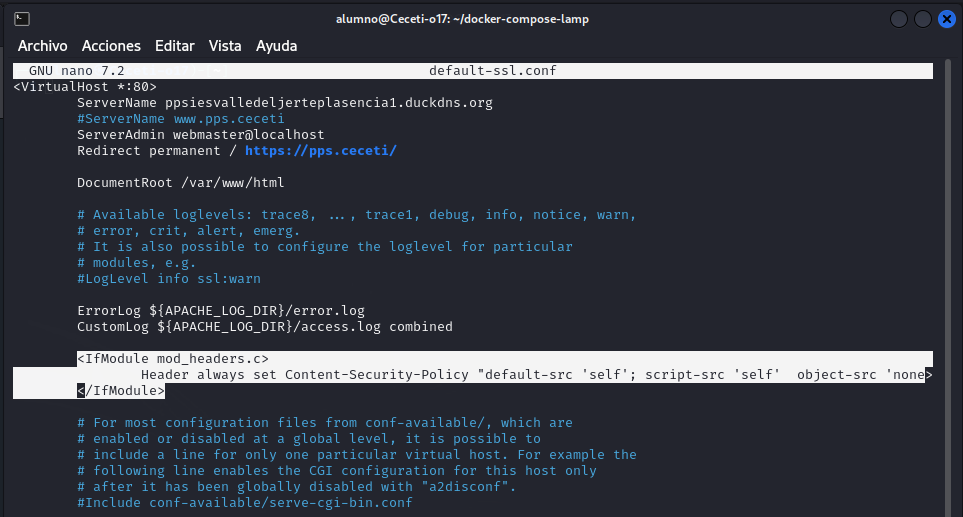 alumno@Ceceti-o17: ~/docker-compose-lamp
Archivo Acciones Editar Vista Ayuda
GNU nano 7.2 default-ssl.conf
<VirtualHost *:80>
ServerName ppsiesvalledeljerteplasencia1.duckdns.org
#ServerName www.pps.ceceti
ServerAdmin webmaster@localhost
Redirect permanent / https://pps.ceceti/
DocumentRoot /var/www/html
# Available loglevels: trace8, ..., trace1, debug, info, notice, warn,
# error, crit, alert, emerg.
# It is also possible to configure the loglevel for particular
# modules, e.g.
#LogLevel info ssl:warn
ErrorLog ${APACHE_LOG_DIR}/error.log
CustomLog ${APACHE_LOG_DIR}/access.log combined
<IfModule mod_headers.c>
Header always set Content-Security-Policy "default-src 'self'; script-src 'self'  object-src 'none>
</IfModule>
# For most configuration files from conf-available/, which are
# enabled or disabled at a global level, it is possible to
# include a line for only one particular virtual host. For example the
# following line enables the CGI configuration for this host only
# after it has been globally disabled with "a2disconf".
#Include conf-available/serve-cgi-bin.conf